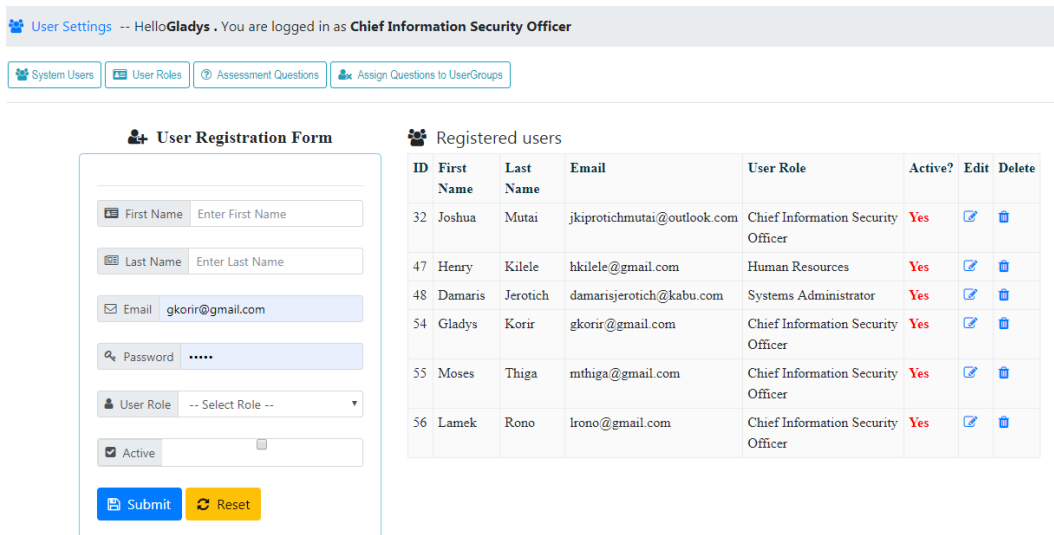 User Settings -- HelloGladys . You are logged in as Chief Information Security Officer
System Users User Roles Assessment Questions Assign Questions to UserGroups
User Registration Form
First Name Enter First Name
Last Name Enter Last Name
Email gkorir@gmail.com
Password •••••
User Role -- Select Role --
Active
Submit Reset
Registered users
ID First Name Last Name Email User Role Active? Edit Delete
32 Joshua Mutai jkiprotichmutai@outlook.com Chief Information Security Officer Yes
47 Henry Kilele hkilele@gmail.com Human Resources Yes
48 Damaris Jerotich damarisjerotich@kabu.com Systems Administrator Yes
54 Gladys Korir gkorir@gmail.com Chief Information Security Officer Yes
55 Moses Thiga mthiga@gmail.com Chief Information Security Officer Yes
56 Lamek Rono lrono@gmail.com Chief Information Security Officer Yes